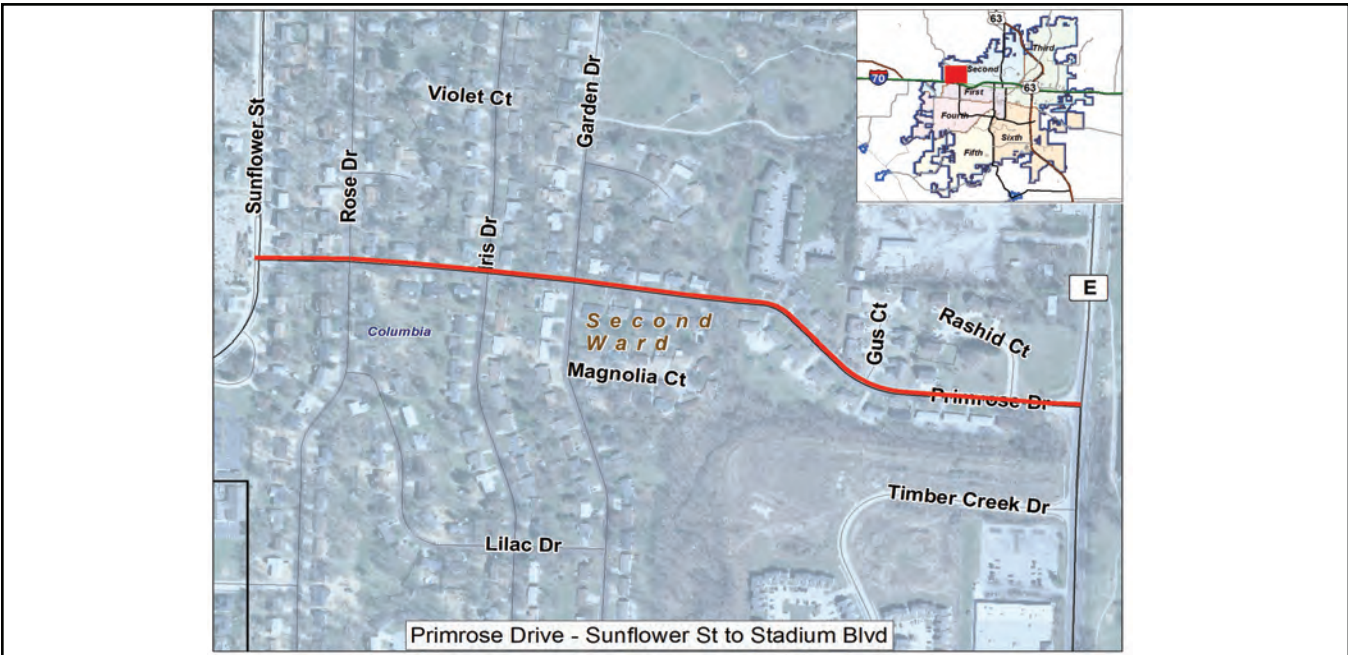 63
Third
Second
70
63
First
Fourth
Sixth
Fifth
Violet Ct
Garden Dr
Sunflower St
Rose Dr
Iris Dr
E
Columbia
Second
Ward
Gus Ct
Rashid Ct
Magnolia Ct
Primrose Dr
Timber Creek Dr
Lilac Dr
Primrose Drive - Sunflower St to Stadium Blvd